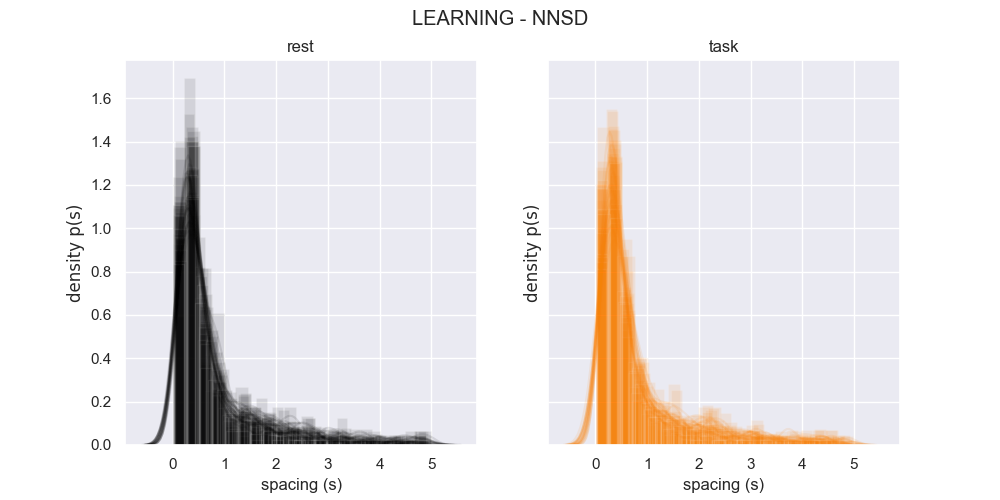 LEARNING - NNSD
rest
task
density p(s)
1.6
1.4
1.2
1.0
0.8
0.6
0.4
0.2
0.0
0 1 2 3 4 5
spacing (s)
density p(s)
0 1 2 3 4 5
spacing (s)